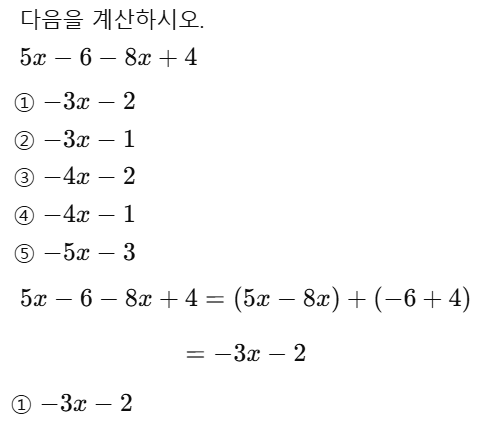 다음을 계산하시오.
5x − 6 − 8x + 4
① −3x − 2
② −3x − 1
③ −4x − 2
④ −4x − 1
⑤ −5x − 3
5x − 6 − 8x + 4 = (5x − 8x) + (−6 + 4)
= −3x − 2
① −3x − 2